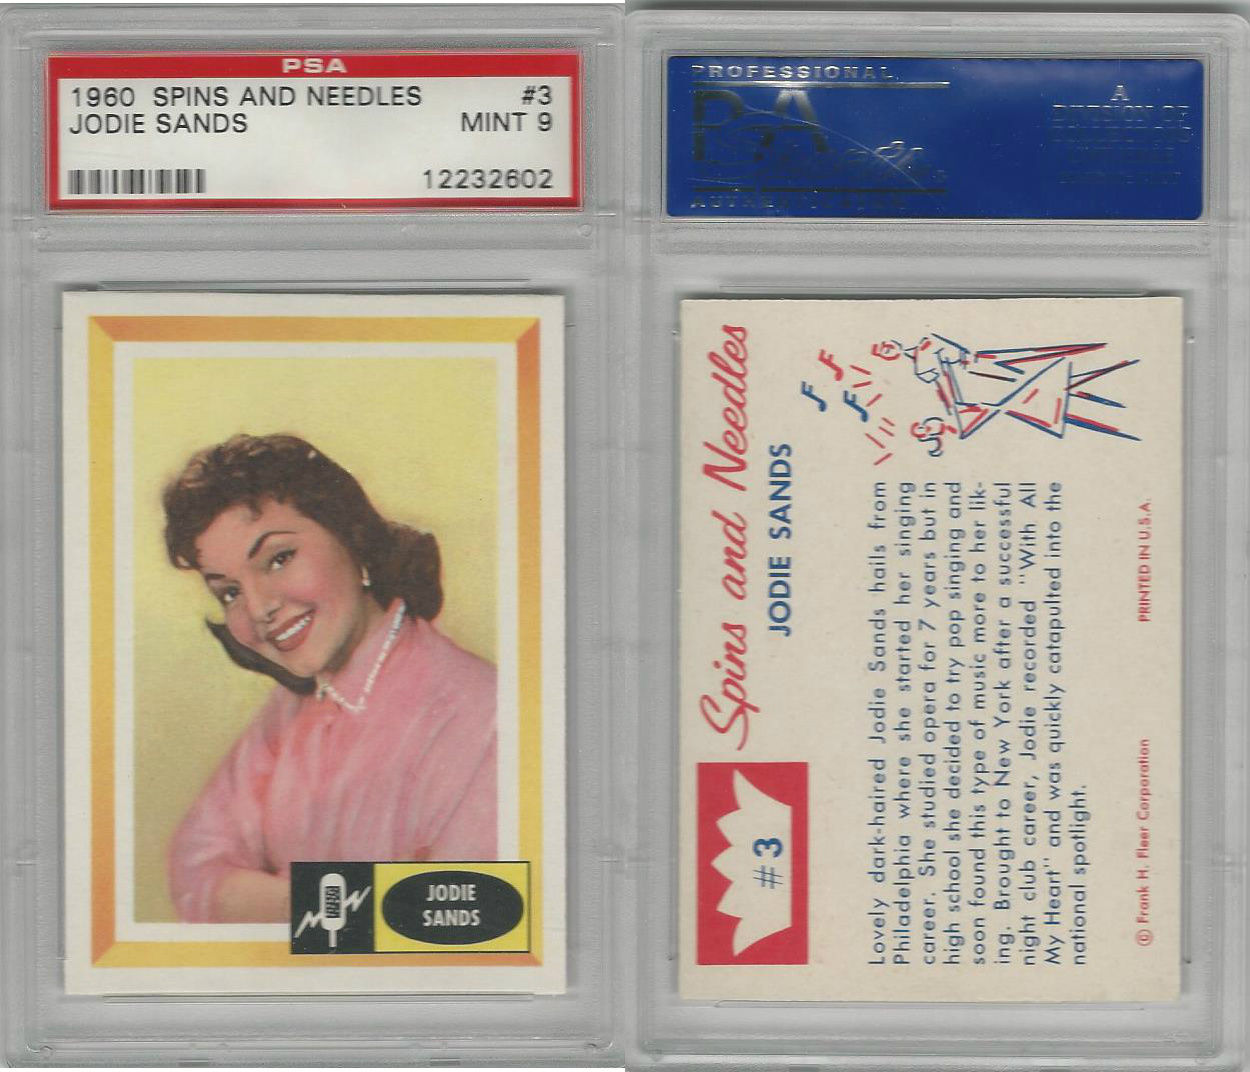 PSA
1960 SPINS AND NEEDLES #3
JODIE SANDS MINT 9
12232602
JODIE
SANDS
PROFESSIONAL
A
DIVISION OF
Spins and Needles
JODIE SANDS
#3
Lovely dark-haired Jodie Sands hails from
Philadelphia where she started her singing
career. She studied opera for 7 years but in
high school she decided to try pop singing and
soon found this type of music more to her lik-
ing. Brought to New York after a successful
night club career, Jodie recorded "With All
My Heart" and was quickly catapulted into the
national spotlight.
© Frank H. Fleer Corporation PRINTED IN U.S.A.